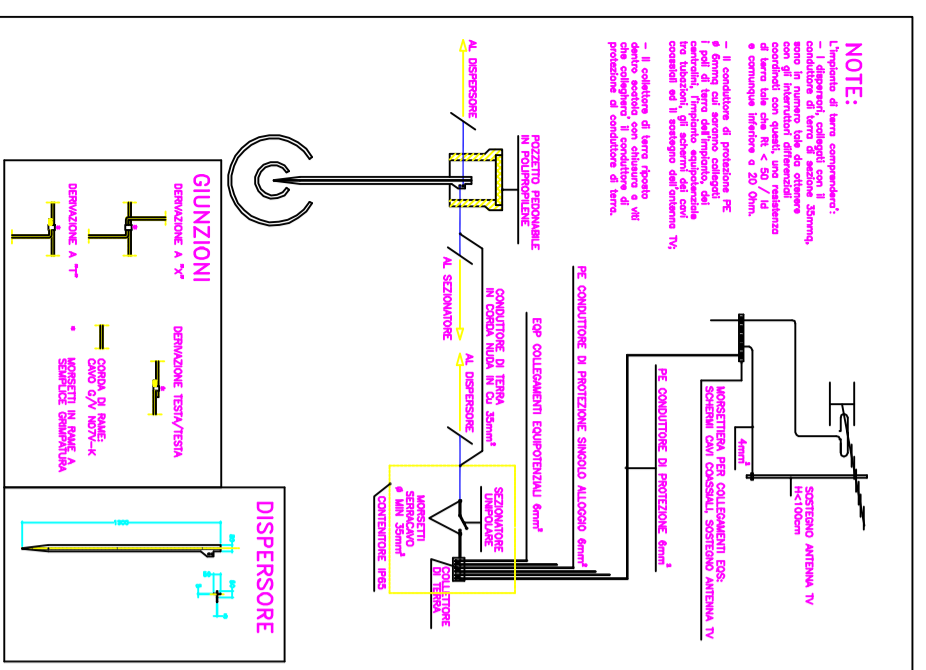 NOTE:
L'impianto di terra comprendera':
– I dispersori, collegati con il
conduttore di terra di sezione 35mmq,
sono in numero tale da ottenere
con gli interruttori differenziali
coordinati con questi, una resistenza
di terra tale che Rt < 50 / Id
e comunque inferiore a 20 Ohm.
– Il conduttore di protezione PE
ø 6mmq cui saranno collegati
i poli di terra dell'impianto, dei
centralini, l'impianto equipotenziale
tra tubazioni, gli schermi dei cavi
coassiali ed il sostegno dell'antenna TV;
– Il collettore di terra riposto
dentro scatola con chiusura a viti
che colleghera' il conduttore di
protezione al conduttore di terra.
SOSTEGNO ANTENNA TV
H<100cm
4mm²
MORSETTIERA PER COLLEGAMENTI EQS:
SCHERMI CAVI COASSIALI, SOSTEGNO ANTENNA TV
PE CONDUTTORE DI PROTEZIONE 6mm²
PE CONDUTTORE DI PROTEZIONE SINGOLO ALLOGGIO 6mm²
EQP COLLEGAMENTI EQUIPOTENZIALI 6mm²
POZZETTO PEDONABILE
IN POLIPROPILENE
AL DISPERSORE
CONDUTTORE DI TERRA
IN CORDA NUDA IN Cu 35mm²
AL SEZIONATORE
AL DISPERSORE
SEZIONATORE
UNIPOLARE
MORSETTI
SERRACAVO
ø MIN 35mm²
COLLETTORE
DI TERRA
CONTENITORE IP65
GIUNZIONI
DERIVAZIONE A "X"
DERIVAZIONE A "T"
DERIVAZIONE TESTA/TESTA
CORDA DI RAME:
CAVO G/V N07V–K
* MORSETTI IN RAME A
SEMPLICE GRIMPATURA
DISPERSORE